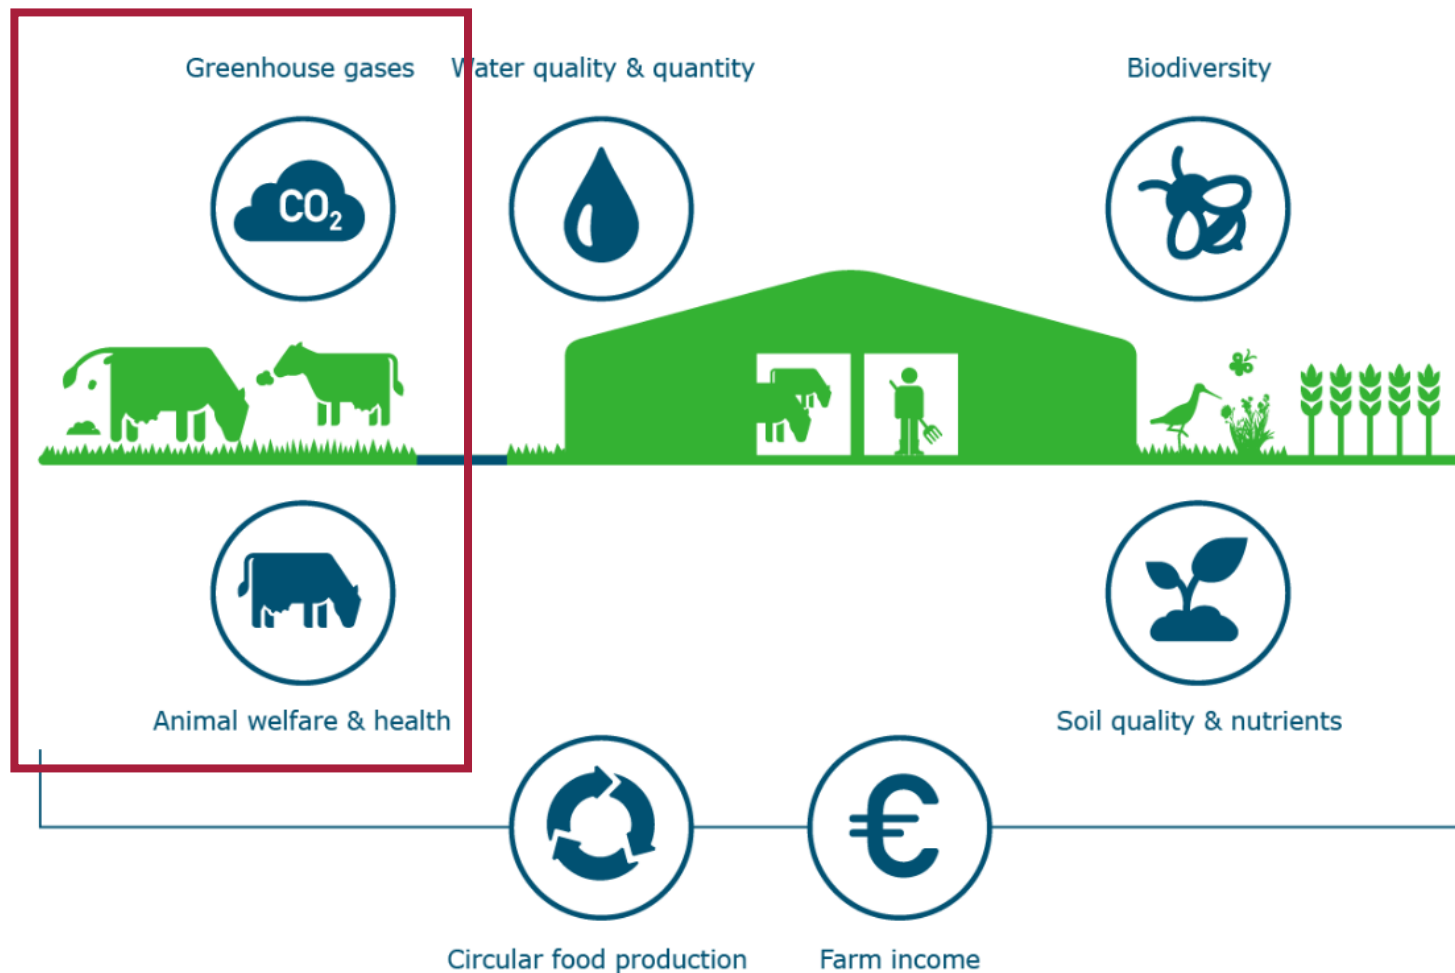 Greenhouse gases
Water quality & quantity
Biodiversity
CO₂
Animal welfare & health
Soil quality & nutrients
€
Circular food production
Farm income